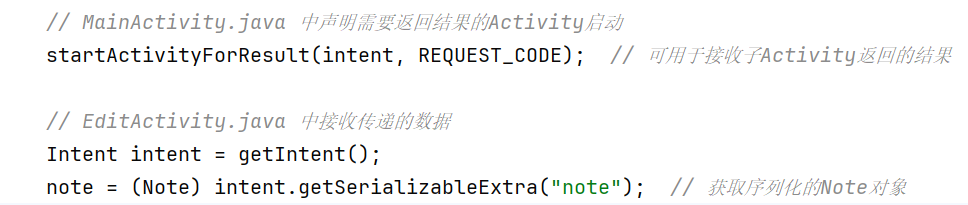 // MainActivity.java 中声明需要返回结果的Activity启动
startActivityForResult(intent, REQUEST_CODE);  // 可用于接收子Activity返回的结果
// EditActivity.java 中接收传递的数据
Intent intent = getIntent();
note = (Note) intent.getSerializableExtra("note");  // 获取序列化的Note对象